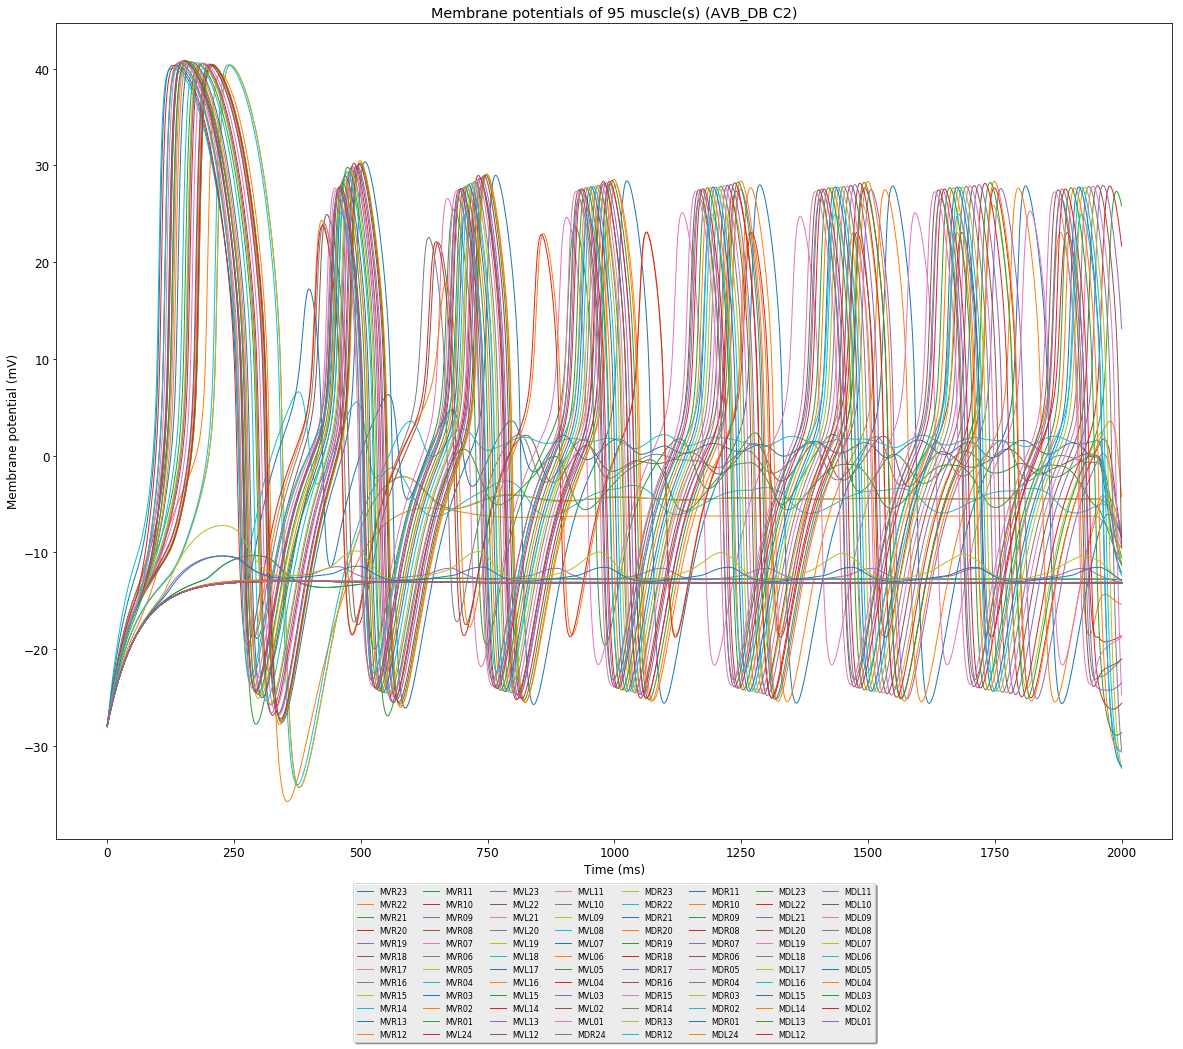 Membrane potentials of 95 muscle(s) (AVB_DB C2)
Membrane potential (mV)
40
30
20
10
0
−10
−20
−30
0 250 500 750 1000 1250 1500 1750 2000
Time (ms)
MVR23 MVR11 MVL23 MVL11 MDR23 MDR11 MDL23 MDL11
MVR22 MVR10 MVL22 MVL10 MDR22 MDR10 MDL22 MDL10
MVR21 MVR09 MVL21 MVL09 MDR21 MDR09 MDL21 MDL09
MVR20 MVR08 MVL20 MVL08 MDR20 MDR08 MDL20 MDL08
MVR19 MVR07 MVL19 MVL07 MDR19 MDR07 MDL19 MDL07
MVR18 MVR06 MVL18 MVL06 MDR18 MDR06 MDL18 MDL06
MVR17 MVR05 MVL17 MVL05 MDR17 MDR05 MDL17 MDL05
MVR16 MVR04 MVL16 MVL04 MDR16 MDR04 MDL16 MDL04
MVR15 MVR03 MVL15 MVL03 MDR15 MDR03 MDL15 MDL03
MVR14 MVR02 MVL14 MVL02 MDR14 MDR02 MDL14 MDL02
MVR13 MVR01 MVL13 MVL01 MDR13 MDR01 MDL13 MDL01
MVR12 MVL24 MVL12 MDR24 MDR12 MDL24 MDL12